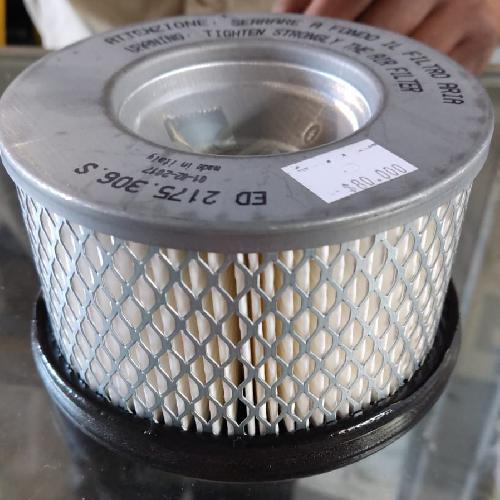 ATTENZIONE: SERRARE A FONDO IL FILTRO ARIA
WARNING: TIGHTEN STRONGLY THE AIR FILTER
ED 2175.306.S
01-02-2017
made in italy
$80.000